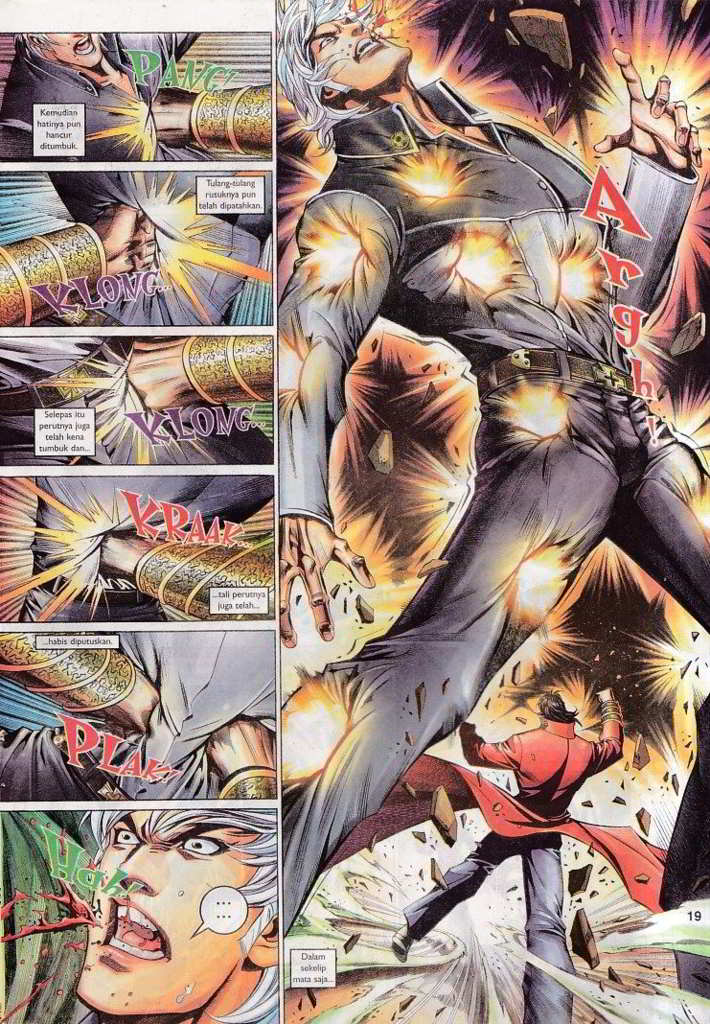 PANG!
Kemudian
hatinya pun
hancur
ditumbuk.
Tulang-tulang
rusuknya pun
telah dipatahkan.
KLONG...
Selepas itu
perutnya juga
telah kena
tumbuk dan...
KLONG...
KRAAK...
...tali perutnya
juga telah...
...habis diputuskan.
PLAK!
Hah!
... ...
Argh..!
Dalam
sekelip
mata saja...
19